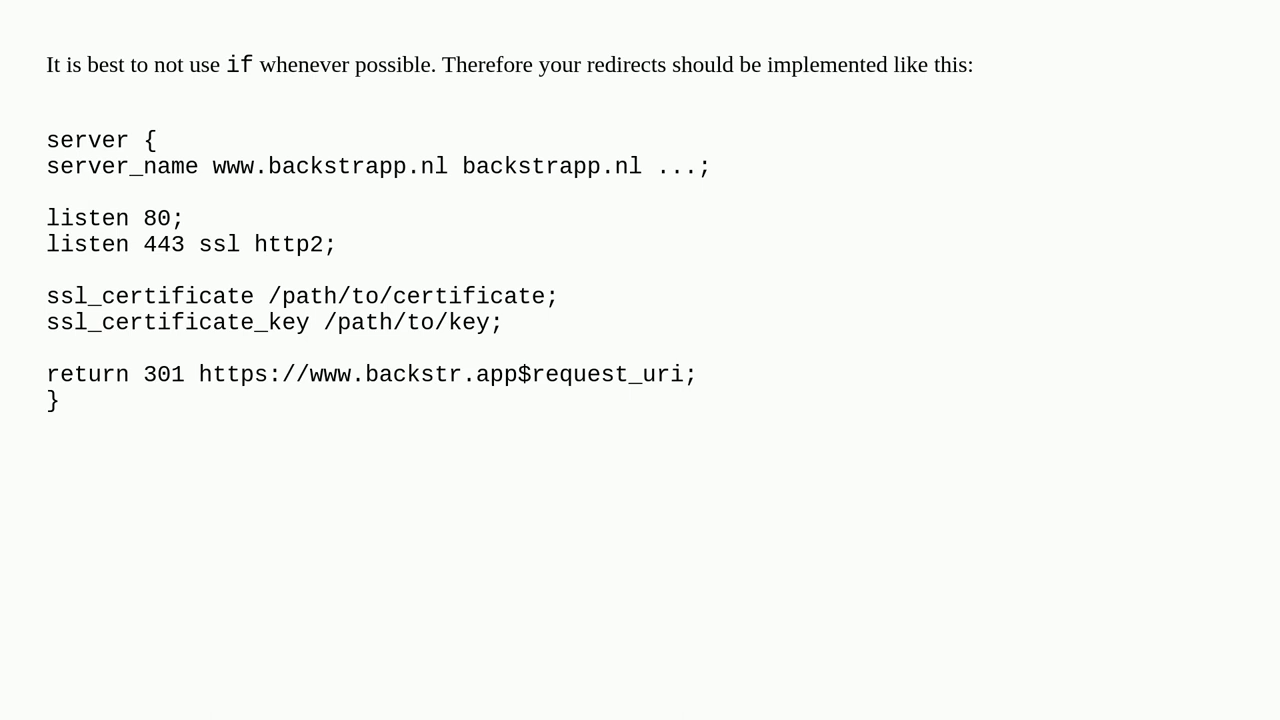 It is best to not use if whenever possible. Therefore your redirects should be implemented like this:
server {
server_name www.backstrapp.nl backstrapp.nl ...;
listen 80;
listen 443 ssl http2;
ssl_certificate /path/to/certificate;
ssl_certificate_key /path/to/key;
return 301 https://www.backstr.app$request_uri;
}